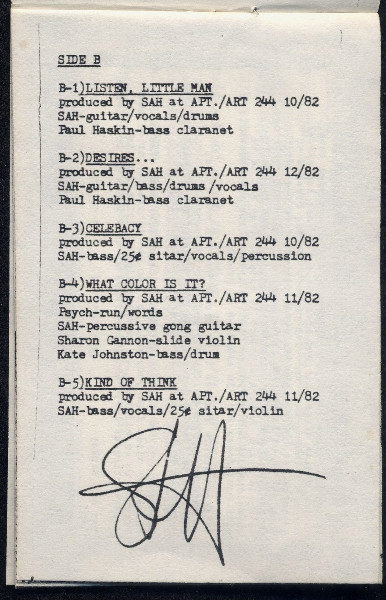 SIDE B
B-1)LISTEN, LITTLE MAN
produced by SAH at APT./ART 244 10/82
SAH-guitar/vocals/drums
Paul Haskin-bass claranet
B-2)DESIRES...
produced by SAH at APT./ART 244 12/82
SAH-guitar/bass/drums/vocals
Paul Haskin-bass claranet
B-3)CELEBACY
produced by SAH at APT./ART 244 10/82
SAH-bass/25¢ sitar/vocals/percussion
B-4)WHAT COLOR IS IT?
produced by SAH at APT./ART 244 11/82
Psych-run/words
SAH-percussive gong guitar
Sharon Gannon-slide violin
Kate Johnston-bass/drum
B-5)KIND OF THINK
produced by SAH at APT./ART 244 11/82
SAH-bass/vocals/25¢ sitar/violin
SAH